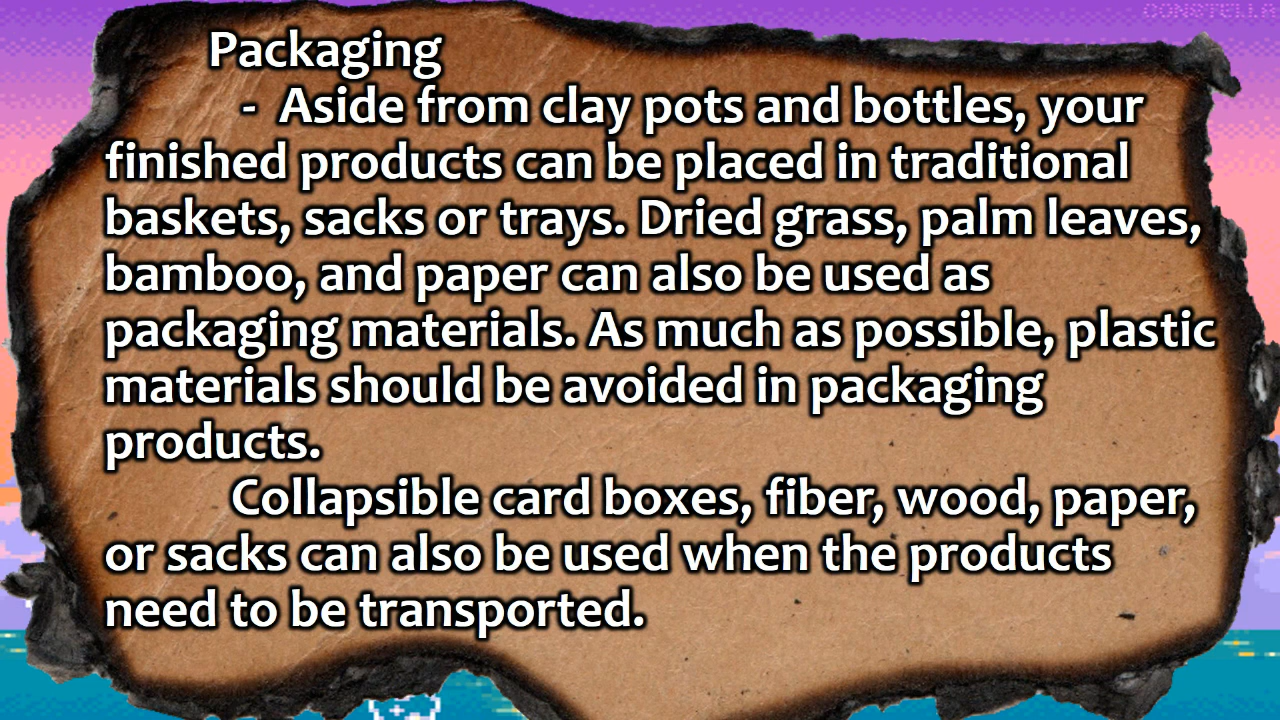 OONSTELLA
Packaging
- Aside from clay pots and bottles, your
finished products can be placed in traditional
baskets, sacks or trays. Dried grass, palm leaves,
bamboo, and paper can also be used as
packaging materials. As much as possible, plastic
materials should be avoided in packaging
products.
Collapsible card boxes, fiber, wood, paper,
or sacks can also be used when the products
need to be transported.